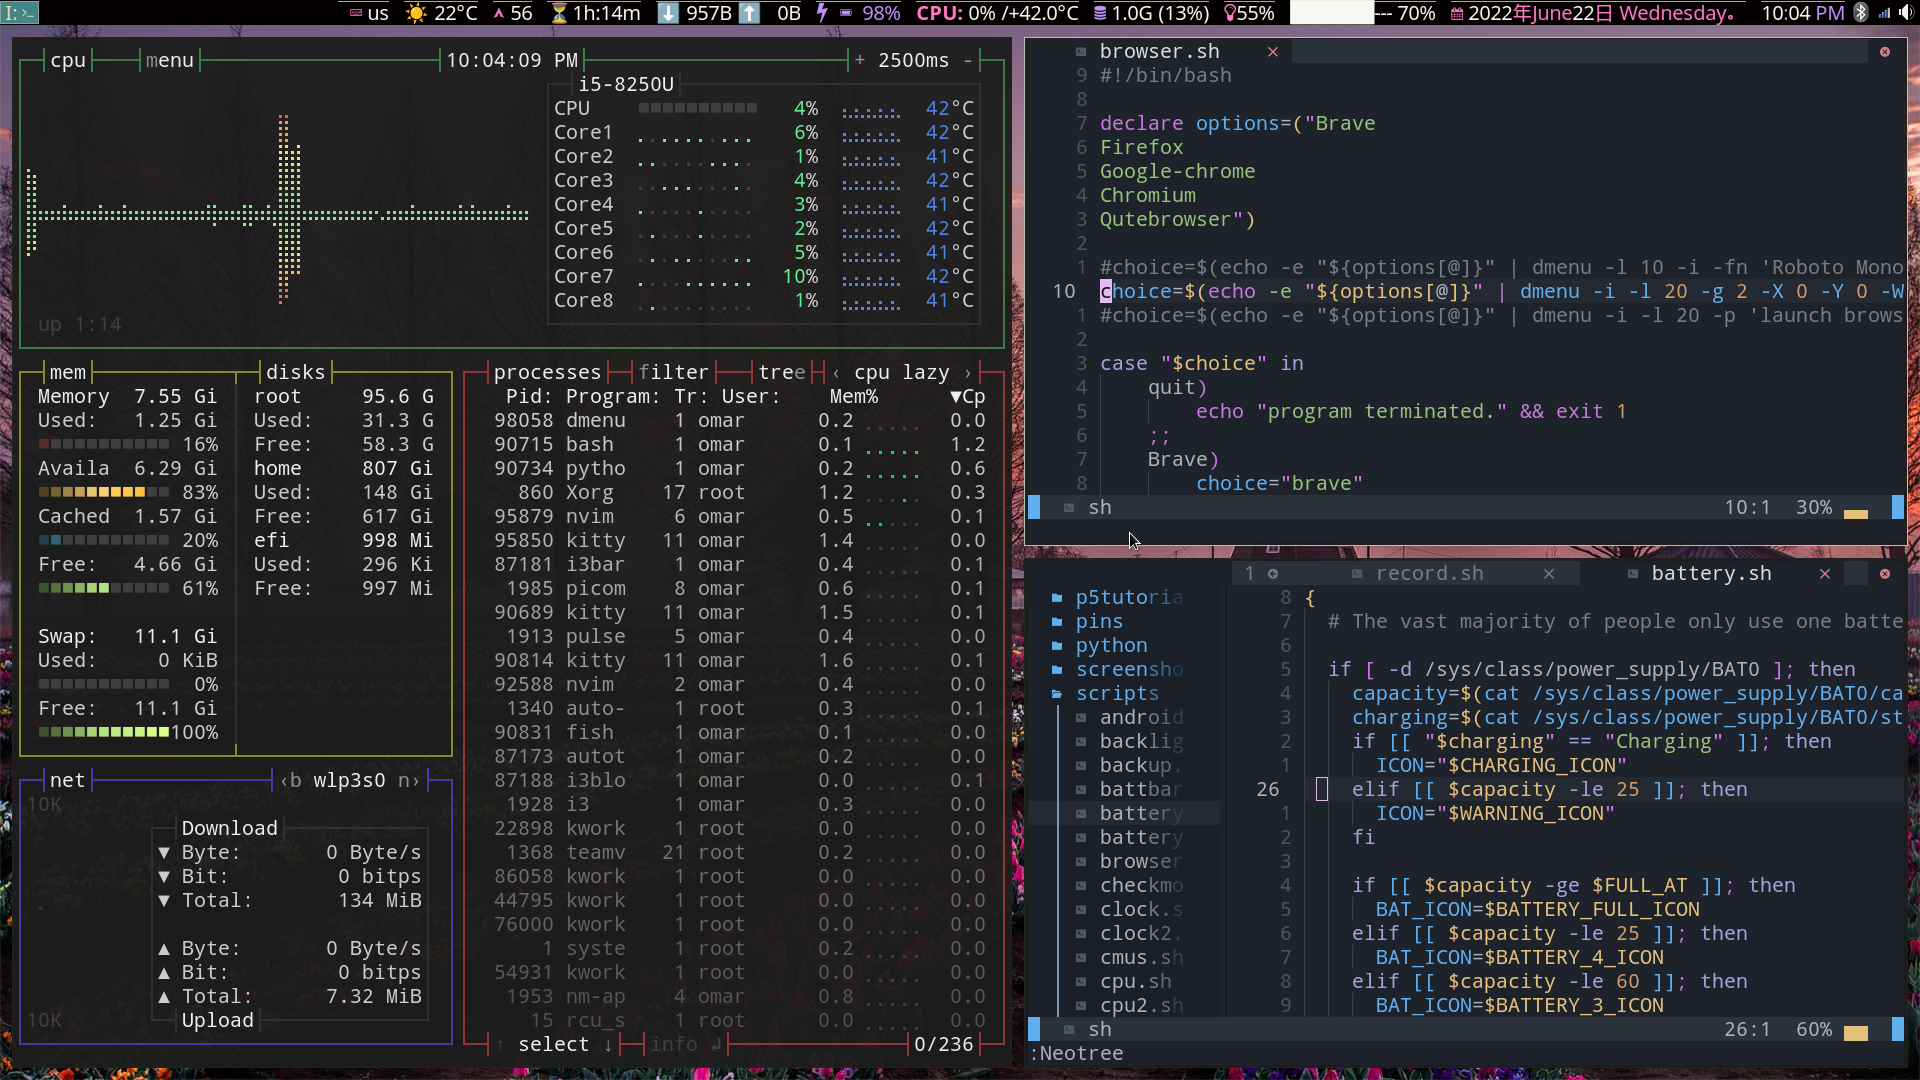 I: >_ us 22°C 56 1h:14m 957B 0B 98% CPU: 0% /+42.0°C 1.0G (13%) 55% --- 70% 2022年June22日 Wednesday。 10:04 PM
cpu menu 10:04:09 PM + 2500ms -
i5-8250U
CPU 4% 42°C
Core1 6% 42°C
Core2 1% 41°C
Core3 4% 42°C
Core4 3% 41°C
Core5 2% 42°C
Core6 5% 41°C
Core7 10% 42°C
Core8 1% 41°C
up 1:14
mem disks
Memory 7.55 Gi root 95.6 G
Used: 1.25 Gi Used: 31.3 G
16% Free: 58.3 G
Availa 6.29 Gi home 807 Gi
83% Used: 148 Gi
Cached 1.57 Gi Free: 617 Gi
20% efi 998 Mi
Free: 4.66 Gi Used: 296 Ki
61% Free: 997 Mi
Swap: 11.1 Gi
Used: 0 KiB
0%
Free: 11.1 Gi
100%
net ‹b wlp3s0 n›
10K
Download
▼ Byte: 0 Byte/s
▼ Bit: 0 bitps
▼ Total: 134 MiB
▲ Byte: 0 Byte/s
▲ Bit: 0 bitps
▲ Total: 7.32 MiB
10K Upload
processes filter tree ‹ cpu lazy ›
Pid: Program: Tr: User: Mem% ▼Cp
98058 dmenu 1 omar 0.2 0.0
90715 bash 1 omar 0.1 1.2
90734 pytho 1 omar 0.2 0.6
860 Xorg 17 root 1.2 0.3
95879 nvim 6 omar 0.5 0.1
95850 kitty 11 omar 1.4 0.0
87181 i3bar 1 omar 0.4 0.1
1985 picom 8 omar 0.6 0.1
90689 kitty 11 omar 1.5 0.1
1913 pulse 5 omar 0.4 0.0
90814 kitty 11 omar 1.6 0.1
92588 nvim 2 omar 0.4 0.0
1340 auto- 1 root 0.3 0.1
90831 fish 1 omar 0.1 0.0
87173 autot 1 omar 0.2 0.0
87188 i3blo 1 omar 0.0 0.1
1928 i3 1 omar 0.3 0.0
22898 kwork 1 root 0.0 0.0
1368 teamv 21 root 0.2 0.0
86058 kwork 1 root 0.0 0.0
44795 kwork 1 root 0.0 0.0
76000 kwork 1 root 0.0 0.0
1 syste 1 root 0.2 0.0
54931 kwork 1 root 0.0 0.0
1953 nm-ap 4 omar 0.8 0.0
15 rcu_s 1 root 0.0 0.0
↑ select ↓ info ↲ 0/236
browser.sh ×
9 #!/bin/bash
8
7 declare options=("Brave
6 Firefox
5 Google-chrome
4 Chromium
3 Qutebrowser")
2
1 #choice=$(echo -e "${options[@]}" | dmenu -l 10 -i -fn 'Roboto Mono
10 choice=$(echo -e "${options[@]}" | dmenu -i -l 20 -g 2 -X 0 -Y 0 -W
1 #choice=$(echo -e "${options[@]}" | dmenu -i -l 20 -p 'launch brows
2
3 case "$choice" in
4 quit)
5 echo "program terminated." && exit 1
6 ;;
7 Brave)
8 choice="brave"
sh 10:1 30%
1 record.sh × battery.sh ×
p5tutoria
pins
python
screensho
scripts
android
backlig
backup.
battbar
battery
battery
browser
checkmo
clock.s
clock2.
cmus.sh
cpu.sh
cpu2.sh
8 {
7 # The vast majority of people only use one batte
6
5 if [ -d /sys/class/power_supply/BAT0 ]; then
4 capacity=$(cat /sys/class/power_supply/BAT0/ca
3 charging=$(cat /sys/class/power_supply/BAT0/st
2 if [[ "$charging" == "Charging" ]]; then
1 ICON="$CHARGING_ICON"
26 elif [[ $capacity -le 25 ]]; then
1 ICON="$WARNING_ICON"
2 fi
3
4 if [[ $capacity -ge $FULL_AT ]]; then
5 BAT_ICON=$BATTERY_FULL_ICON
6 elif [[ $capacity -le 25 ]]; then
7 BAT_ICON=$BATTERY_4_ICON
8 elif [[ $capacity -le 60 ]]; then
9 BAT_ICON=$BATTERY_3_ICON
sh 26:1 60%
:Neotree